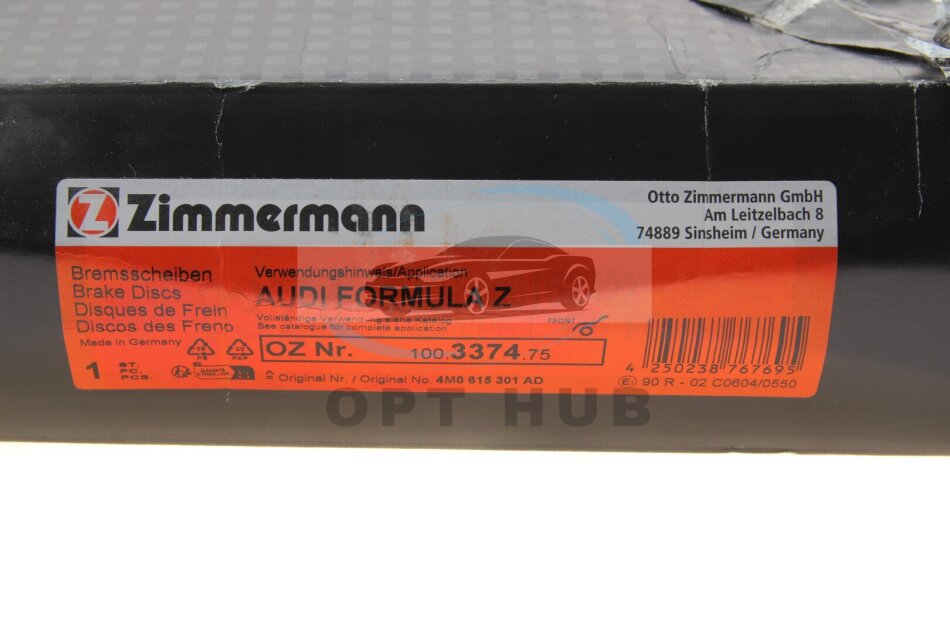 Z Zimmermann
Otto Zimmermann GmbH
Am Leitzelbach 8
74889 Sinsheim / Germany
Bremsscheiben
Brake Discs
Disques de Frein
Discos des Freno
Made in Germany
Verwendungshinweis/Application
AUDI FORMULA Z
Vollständige Verwendung siehe Katalog
See catalogue for complete application
FRONT
OZ Nr. 100.3374.75
1 ST. PC. PCS.
20 PAP
Original Nr. / Original No. 4M0 615 301 AD
4 250238 767695
E 90 R - 02 C0604/0550
OPT HUB